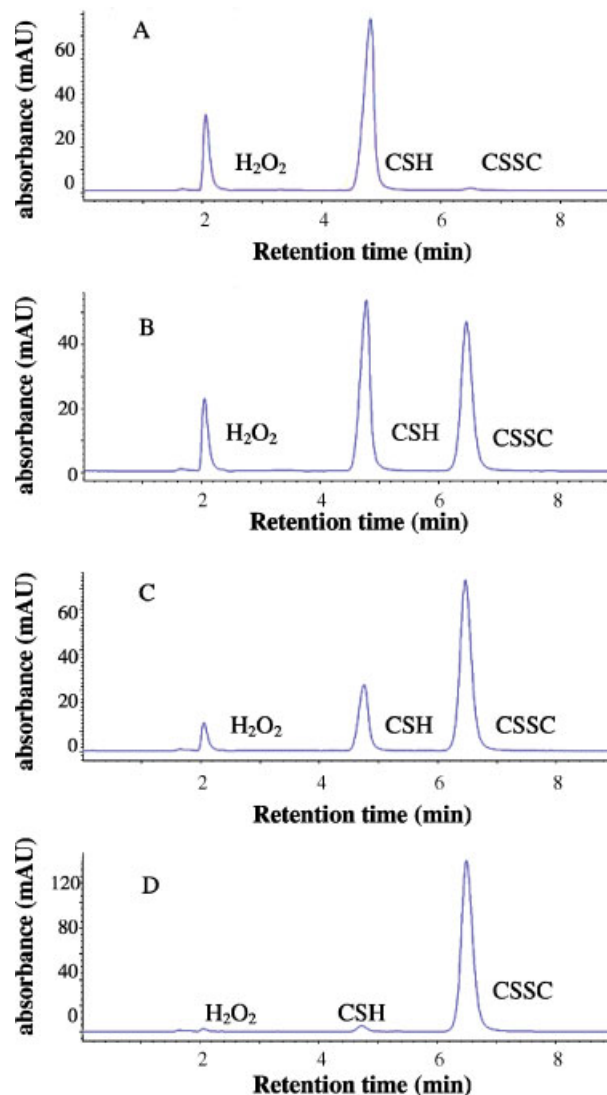 A
60
40
20
0
absorbance (mAU)
H₂O₂ CSH CSSC
2 4 6 8
Retention time (min)
B
40
20
0
absorbance (mAU)
H₂O₂ CSH CSSC
2 4 6 8
Retention time (min)
C
60
40
20
0
absorbance (mAU)
H₂O₂ CSH CSSC
2 4 6 8
Retention time (min)
D
120
80
40
0
absorbance (mAU)
H₂O₂ CSH CSSC
2 4 6 8
Retention time (min)